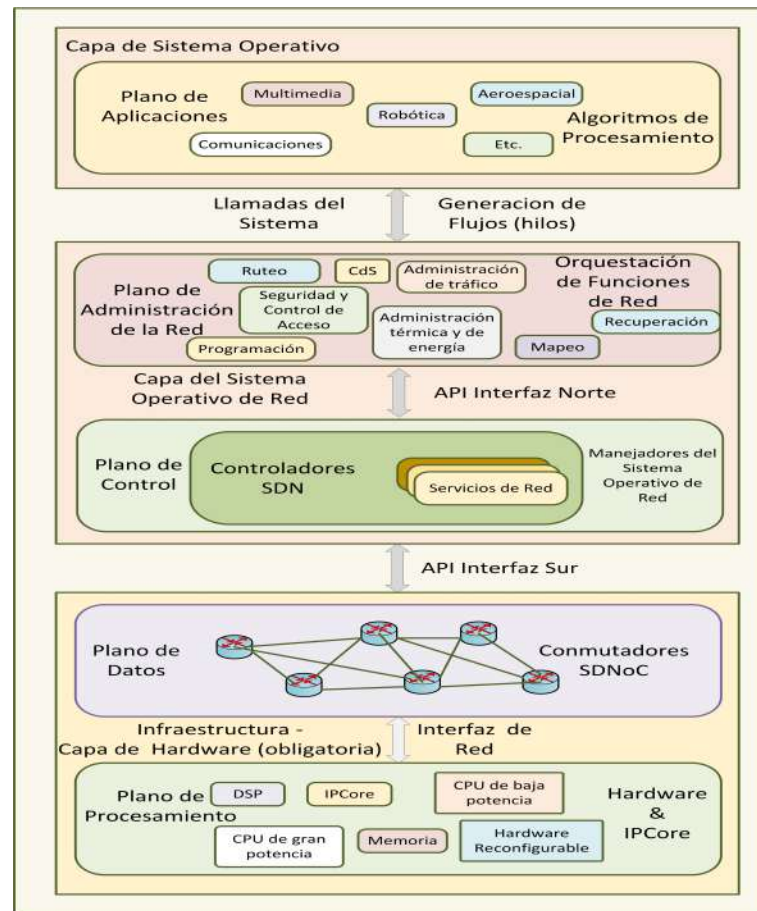 Capa de Sistema Operativo
Plano de
Aplicaciones
Multimedia
Aeroespacial
Robótica
Algoritmos de
Procesamiento
Comunicaciones
Etc.
Llamadas del
Sistema
Generacion de
Flujos (hilos)
Plano de
Administración
de la Red
Ruteo
CdS
Administración
de tráfico
Orquestación
de Funciones
de Red
Seguridad y
Control de
Acceso
Administración
térmica y de
energía
Recuperación
Programación
Mapeo
Capa del Sistema
Operativo de Red
API Interfaz Norte
Plano de
Control
Controladores
SDN
Servicios de Red
Manejadores del
Sistema
Operativo de
Red
API Interfaz Sur
Plano de
Datos
Conmutadores
SDNoC
Infraestructura -
Capa de Hardware (obligatoria)
Interfaz de
Red
Plano de
Procesamiento
DSP
IPCore
CPU de baja
potencia
Hardware
&
IPCore
CPU de gran
potencia
Memoria
Hardware
Reconfigurable